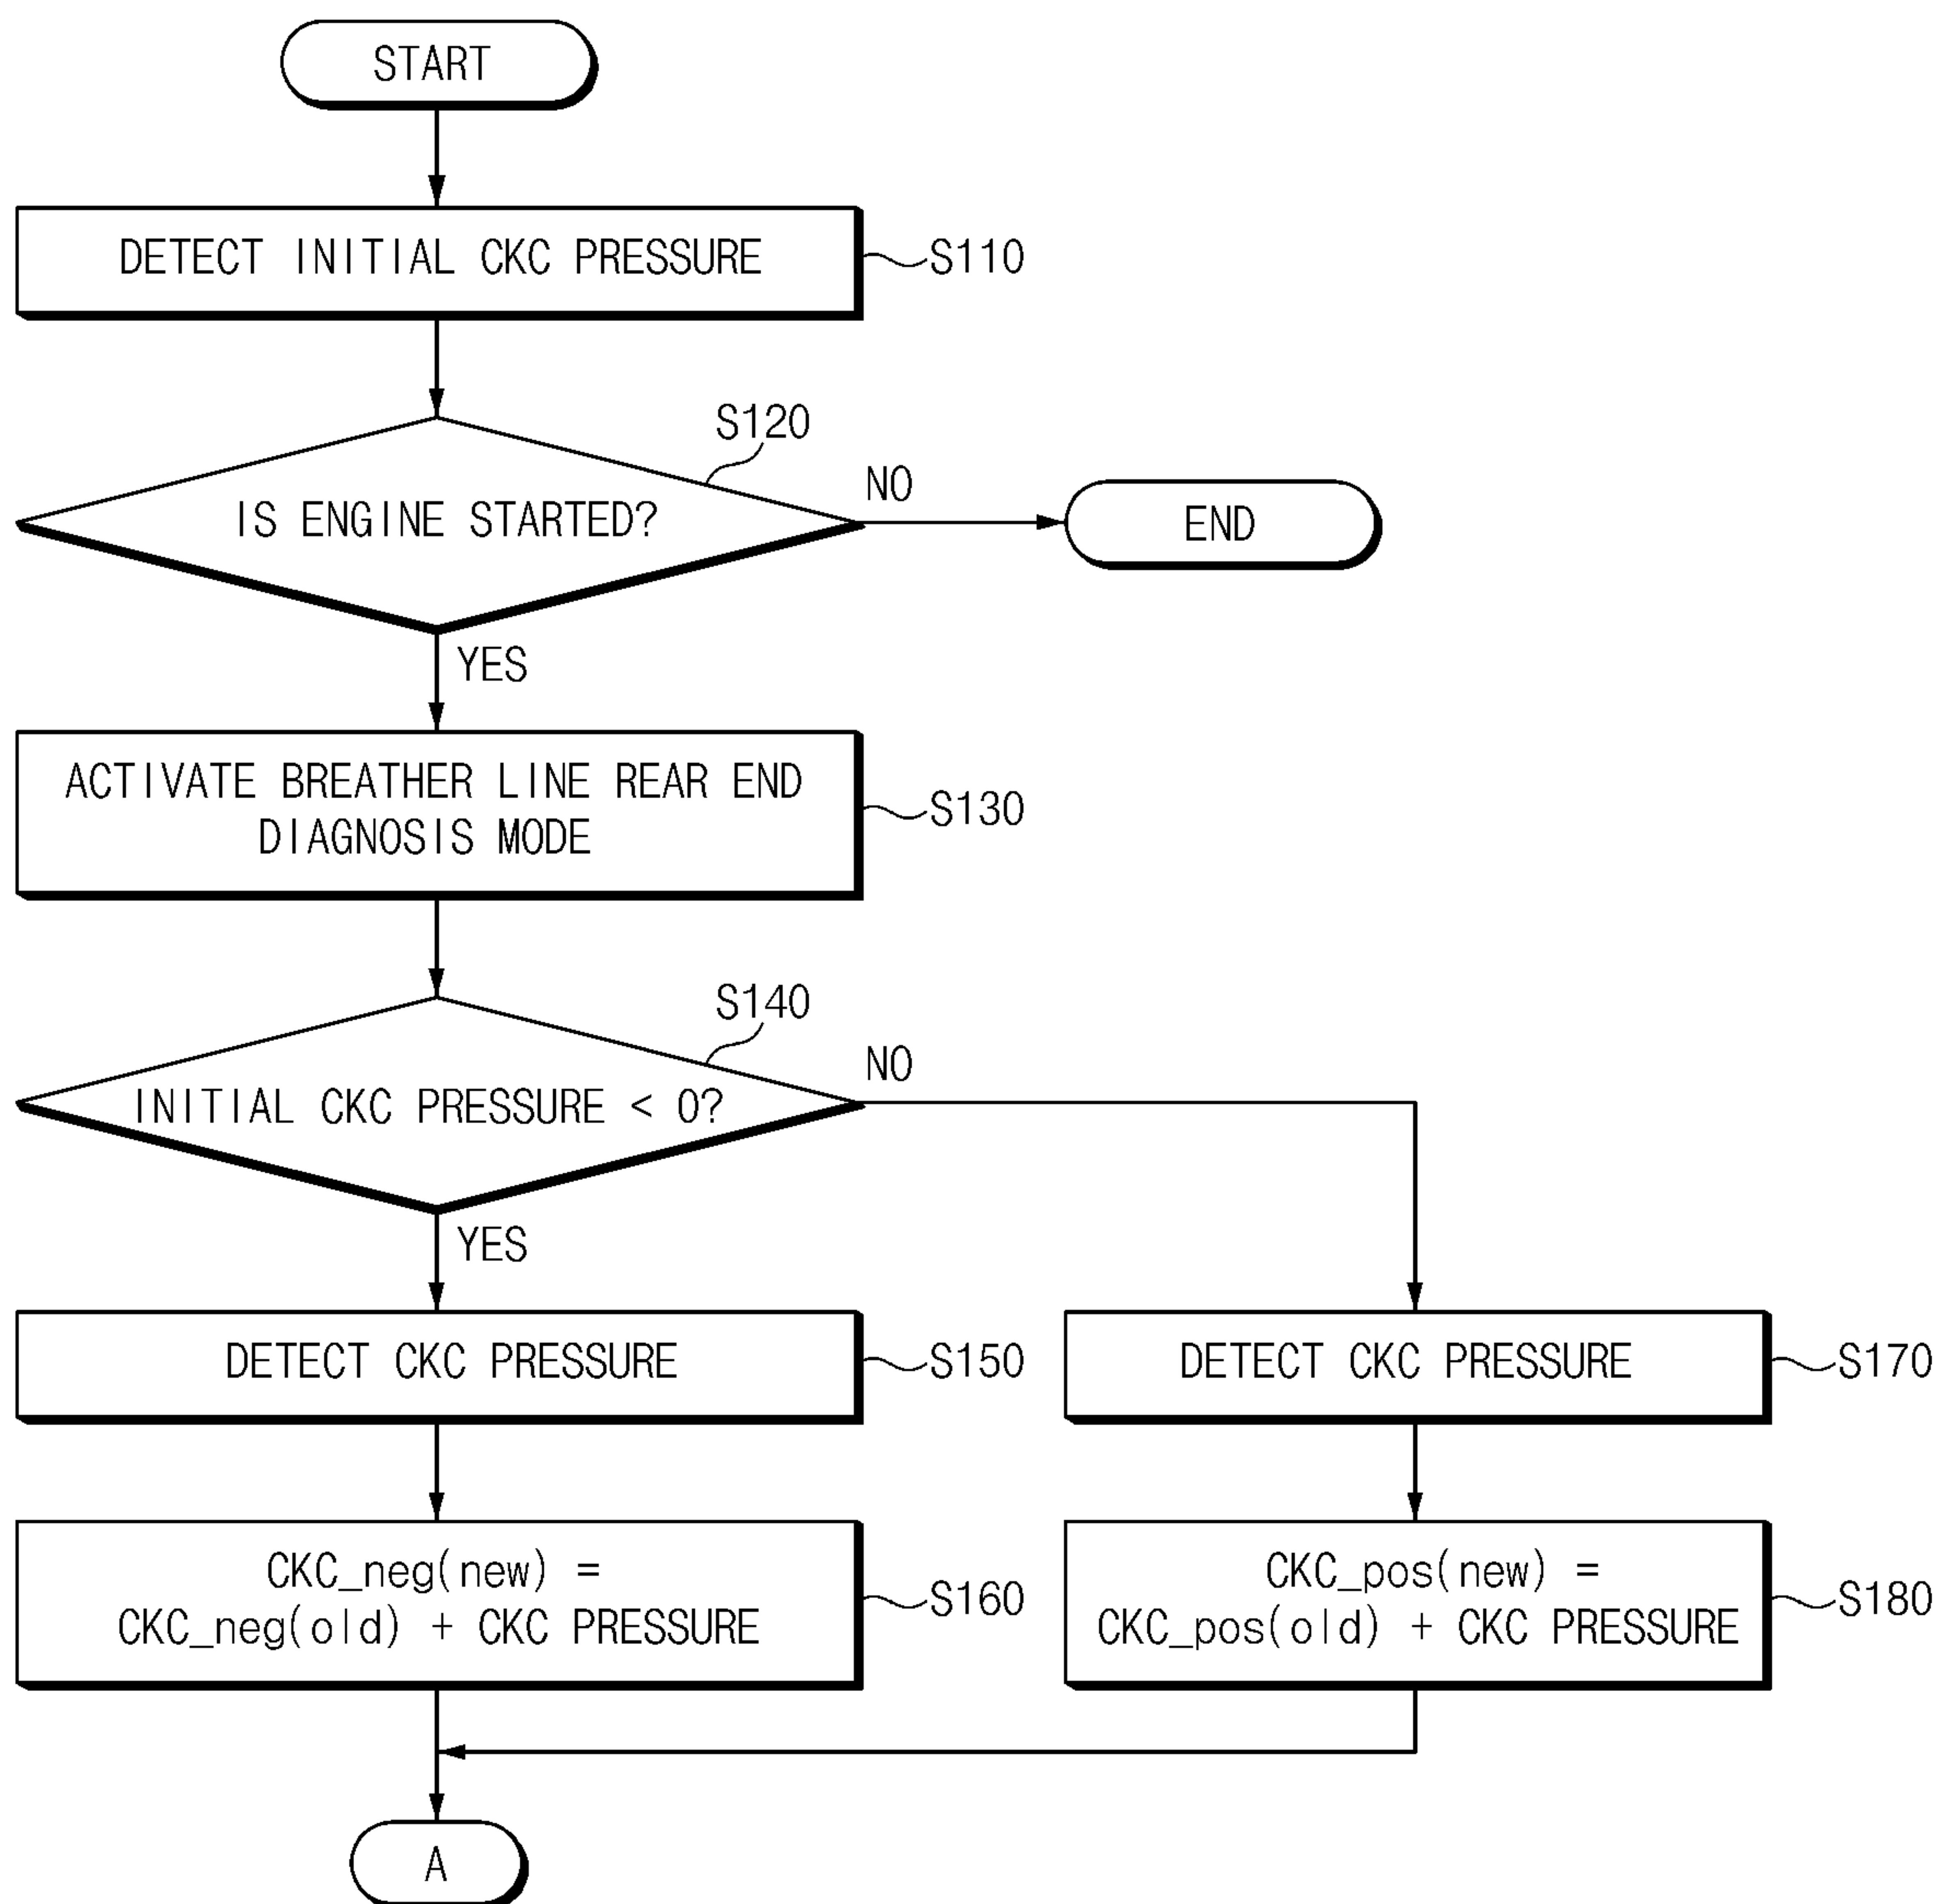 START
DETECT INITIAL CKC PRESSURE
S110
S120
IS ENGINE STARTED?
NO
END
YES
ACTIVATE BREATHER LINE REAR END
DIAGNOSIS MODE
S130
S140
INITIAL CKC PRESSURE < 0?
NO
YES
DETECT CKC PRESSURE
S150
DETECT CKC PRESSURE
S170
CKC_neg(new) =
CKC_neg(old) + CKC PRESSURE
S160
CKC_pos(new) =
CKC_pos(old) + CKC PRESSURE
S180
A